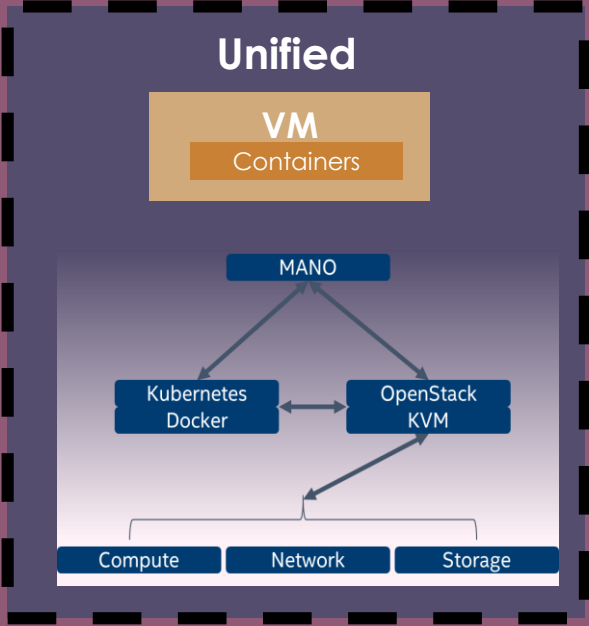 Unified
VM
Containers
MANO
Kubernetes
Docker
OpenStack
KVM
Compute
Network
Storage